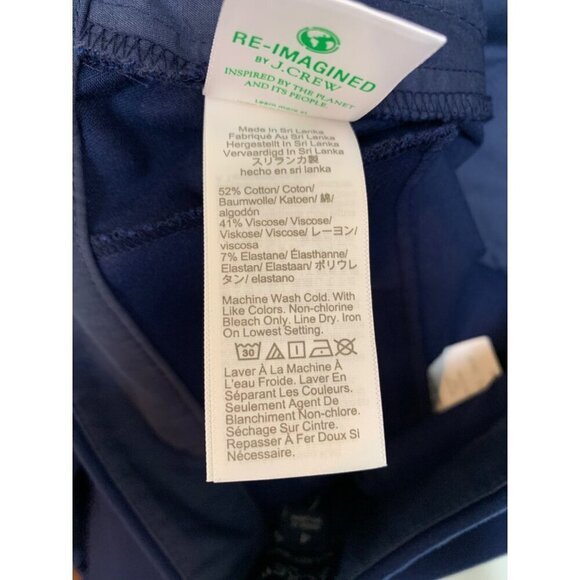 RE-IMAGINED
BY J.CREW
INSPIRED BY THE PLANET
AND ITS PEOPLE
Learn more at
Made In Sri Lanka
Fabriqué Au Sri Lanka
Hergestellt In Sri Lanka
Vervaardigd In Sri Lanka
スリランカ製
hecho en sri lanka
52% Cotton/ Coton/
Baumwolle/ Katoen/ 綿/
algodón
41% Viscose/ Viscose/
Viskose/ Viscose/ レーヨン/
viscosa
7% Elastane/ Élasthanne/
Elastan/ Elastaan/ ポリウレ
タン/ elastano
Machine Wash Cold. With
Like Colors. Non-chlorine
Bleach Only. Line Dry. Iron
On Lowest Setting.
30
Laver À La Machine À
L'eau Froide. Laver En
Séparant Les Couleurs.
Seulement Agent De
Blanchiment Non-chlore.
Séchage Sur Cintre.
Repasser À Fer Doux Si
Nécessaire.